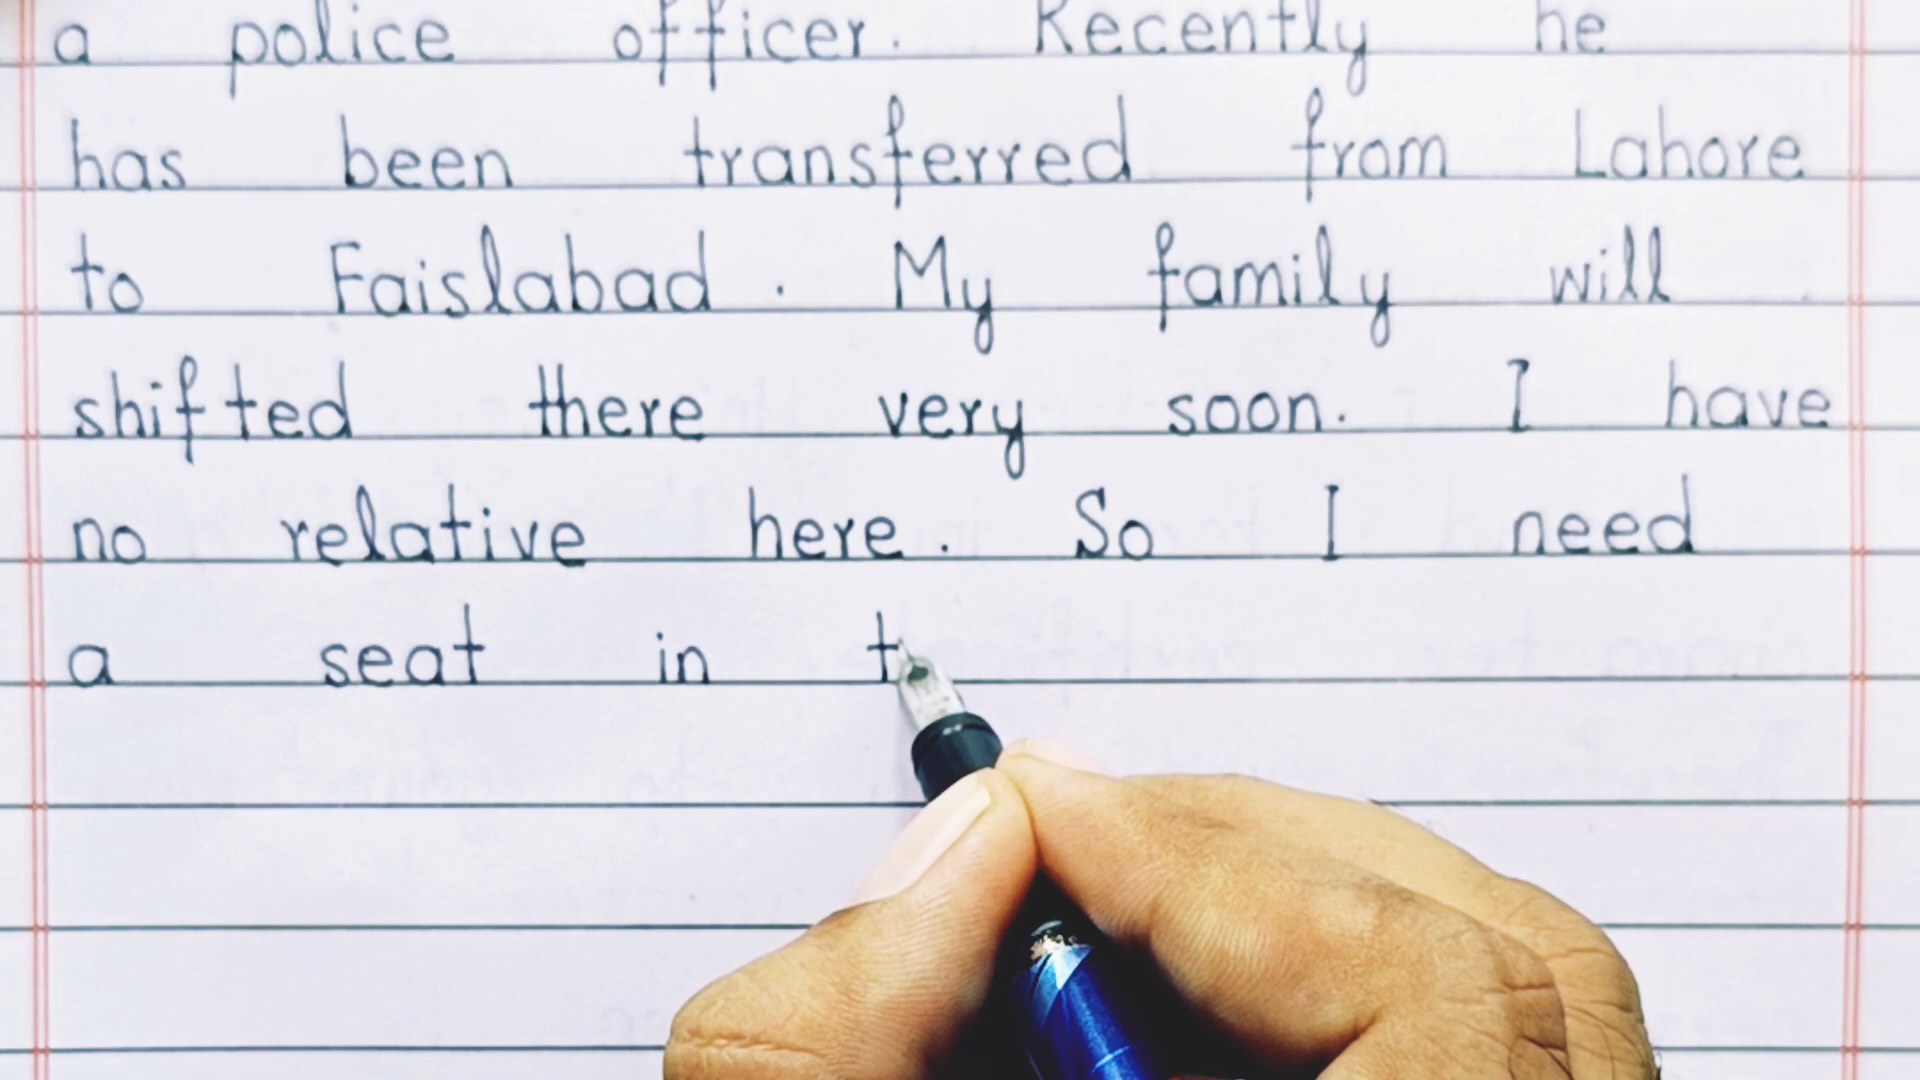 a police officer. Recently he
has been transferred from Lahore
to Faislabad. My family will
shifted there very soon. I have
no relative here. So I need
a seat in t